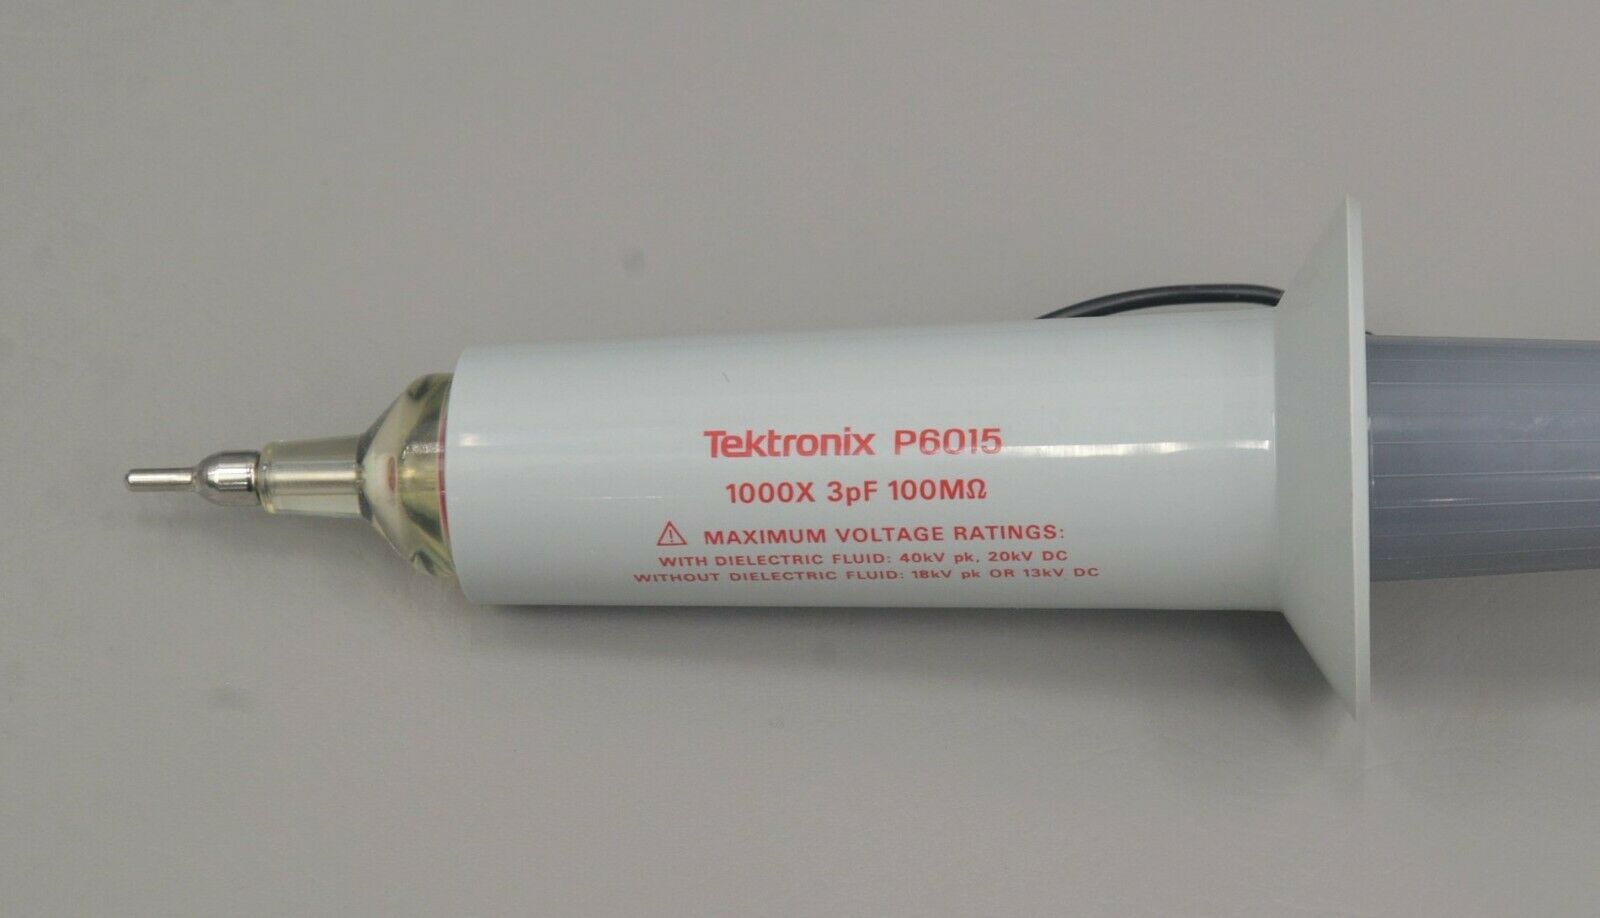 Tektronix P6015
1000X 3pF 100MΩ
⚠ MAXIMUM VOLTAGE RATINGS:
WITH DIELECTRIC FLUID: 40kV pk, 20kV DC
WITHOUT DIELECTRIC FLUID: 18kV pk OR 13kV DC